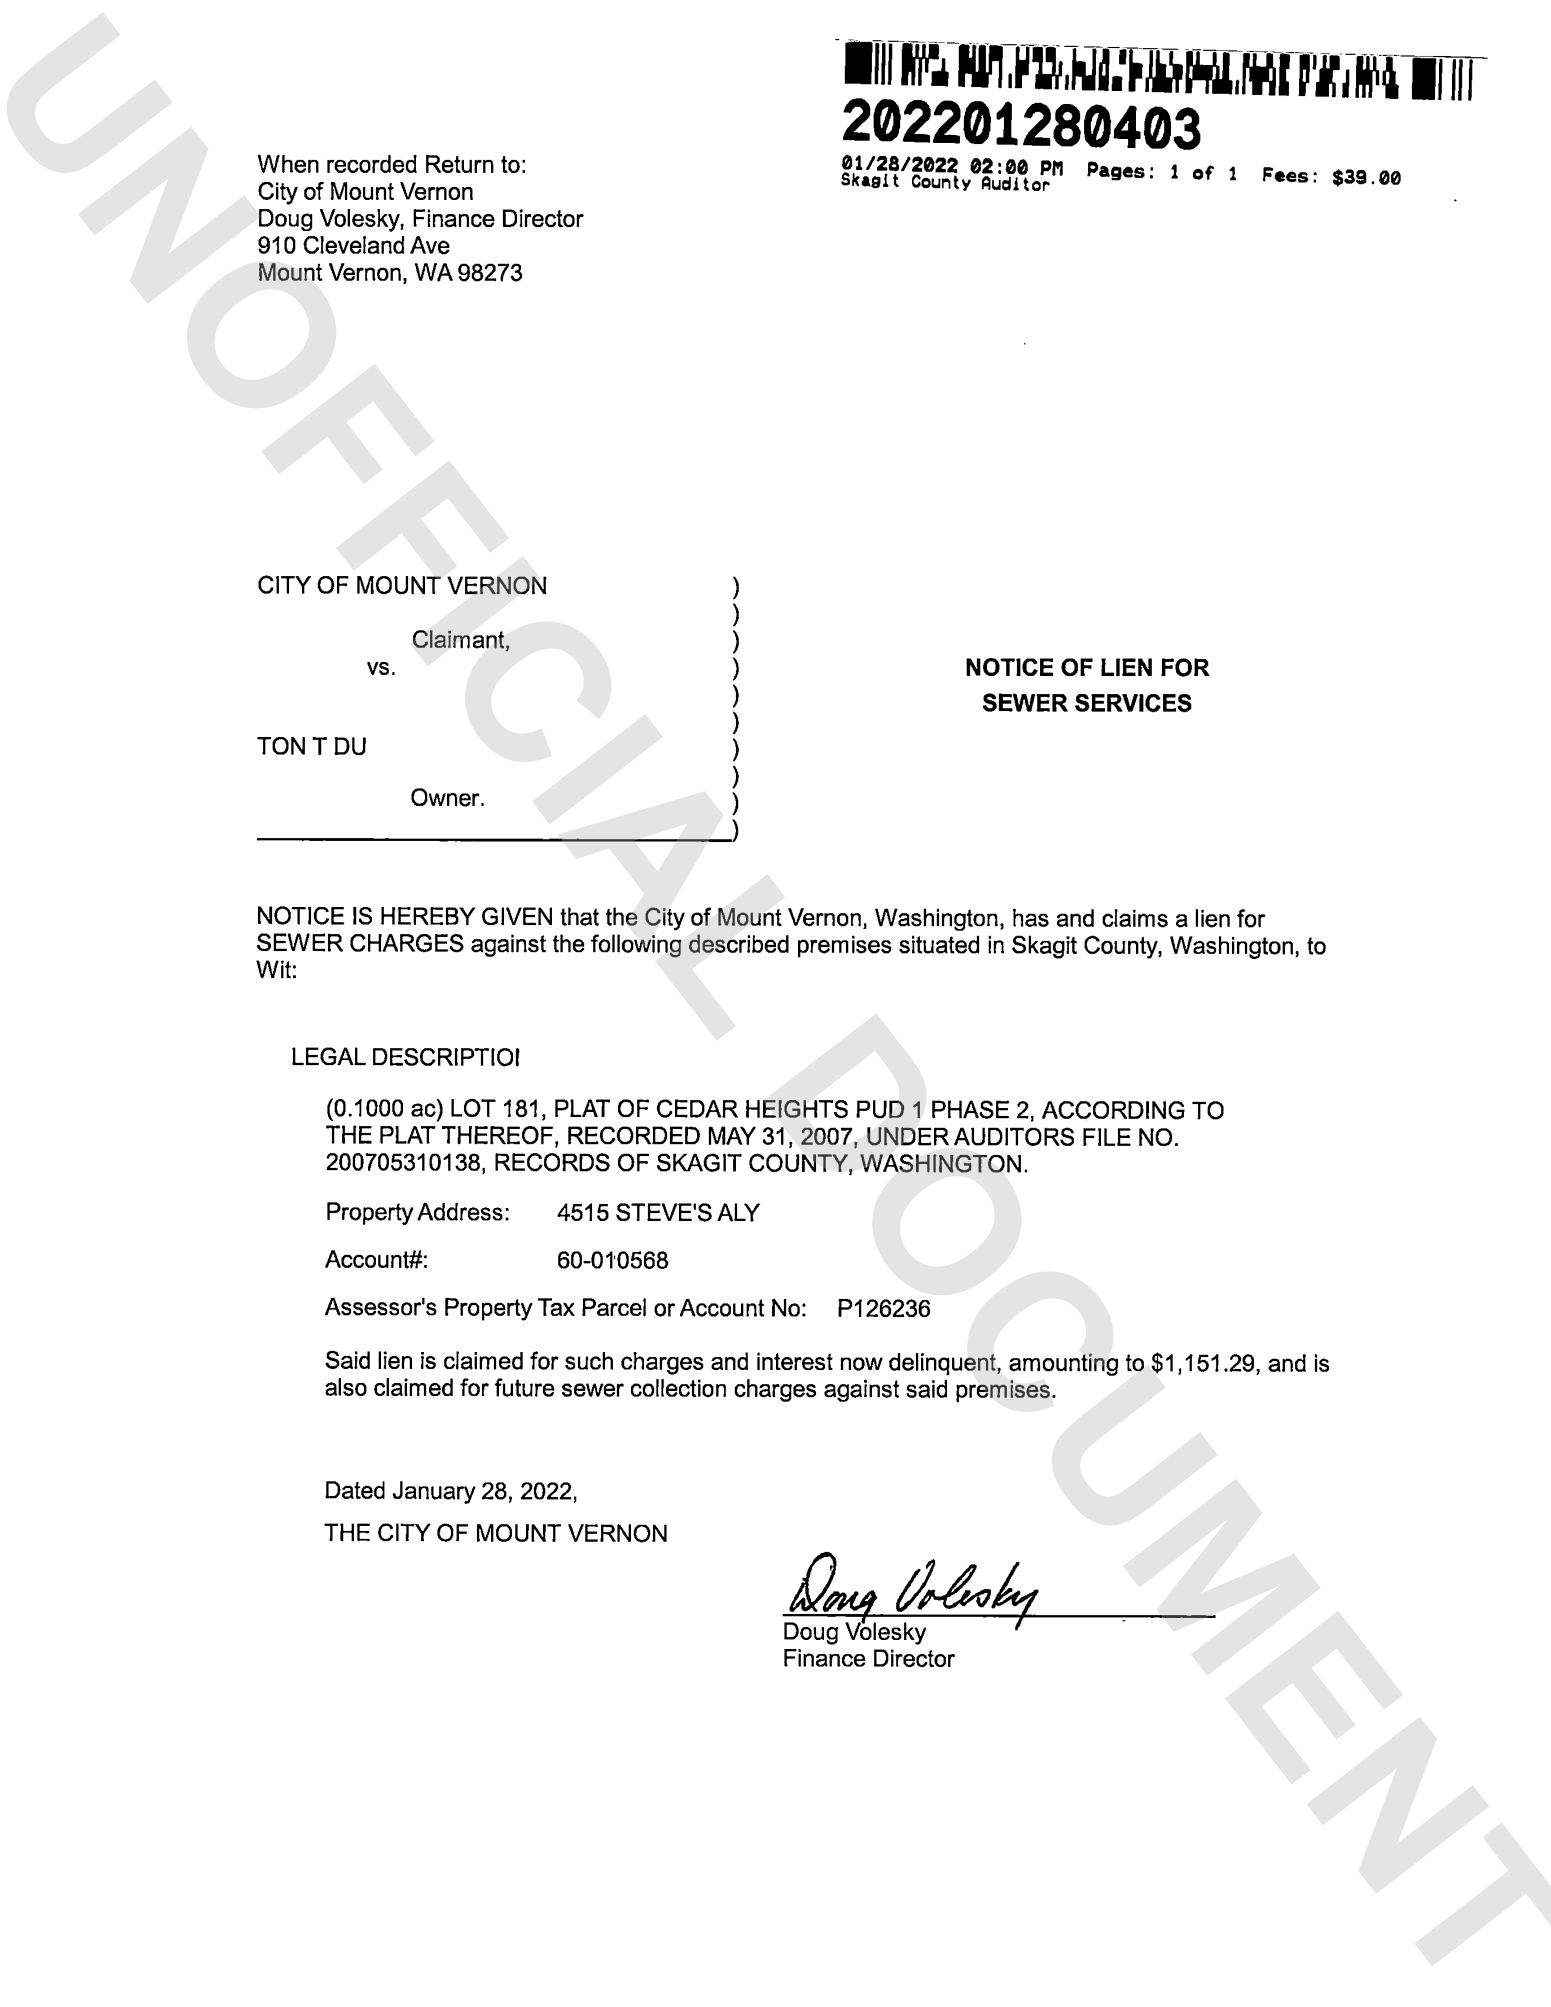 202201280403
01/28/2022 02:00 PM Pages: 1 of 1 Fees: $39.00
Skagit County Auditor
When recorded Return to:
City of Mount Vernon
Doug Volesky, Finance Director
910 Cleveland Ave
Mount Vernon, WA 98273
CITY OF MOUNT VERNON )
)
Claimant, )
vs. )
)
)
TON T DU )
)
Owner. )
)
NOTICE OF LIEN FOR
SEWER SERVICES
NOTICE IS HEREBY GIVEN that the City of Mount Vernon, Washington, has and claims a lien for
SEWER CHARGES against the following described premises situated in Skagit County, Washington, to
Wit:
LEGAL DESCRIPTIOI
(0.1000 ac) LOT 181, PLAT OF CEDAR HEIGHTS PUD 1 PHASE 2, ACCORDING TO
THE PLAT THEREOF, RECORDED MAY 31, 2007, UNDER AUDITORS FILE NO.
200705310138, RECORDS OF SKAGIT COUNTY, WASHINGTON.
Property Address: 4515 STEVE'S ALY
Account#: 60-010568
Assessor's Property Tax Parcel or Account No: P126236
Said lien is claimed for such charges and interest now delinquent, amounting to $1,151.29, and is
also claimed for future sewer collection charges against said premises.
Dated January 28, 2022,
THE CITY OF MOUNT VERNON
Doug Volesky
Doug Volesky
Finance Director
UNOFFICIAL DOCUMENT